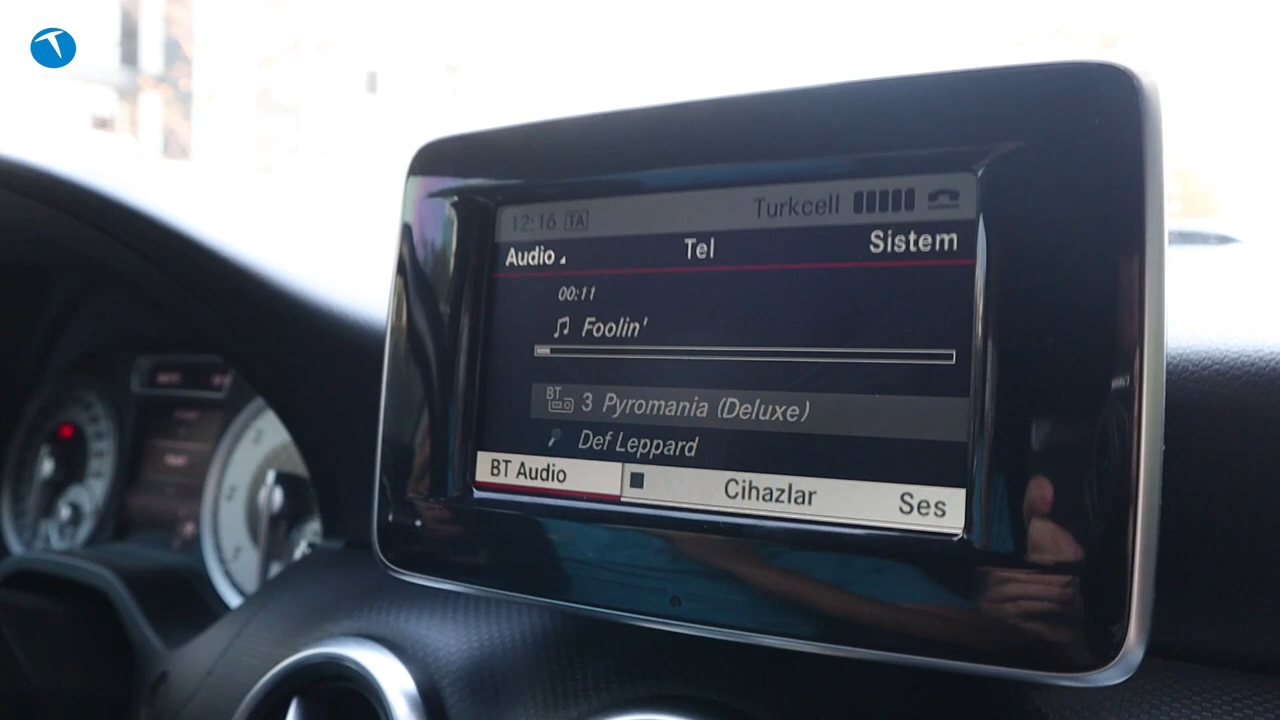 12:16 TA Turkcell
Audio Tel Sistem
00:11
Foolin'
BT 3 Pyromania (Deluxe)
Def Leppard
BT Audio Cihazlar Ses